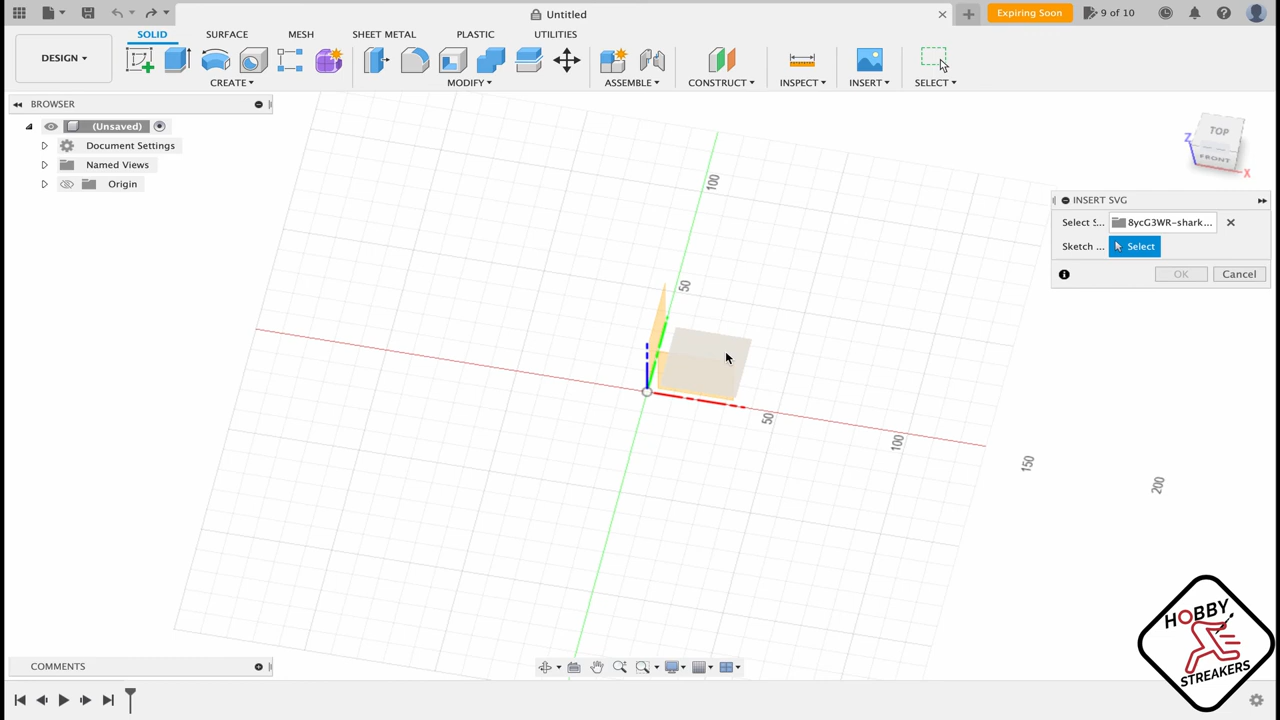 Untitled
Expiring Soon
9 of 10
SOLID
SURFACE
MESH
SHEET METAL
PLASTIC
UTILITIES
DESIGN
CREATE
MODIFY
ASSEMBLE
CONSTRUCT
INSPECT
INSERT
SELECT
BROWSER
(Unsaved)
Document Settings
Named Views
Origin
TOP
FRONT
Z
X
100
50
50
100
150
200
INSERT SVG
Select S...
8ycG3WR-shark...
Sketch ...
Select
OK
Cancel
COMMENTS
HOBBY
STREAKERS